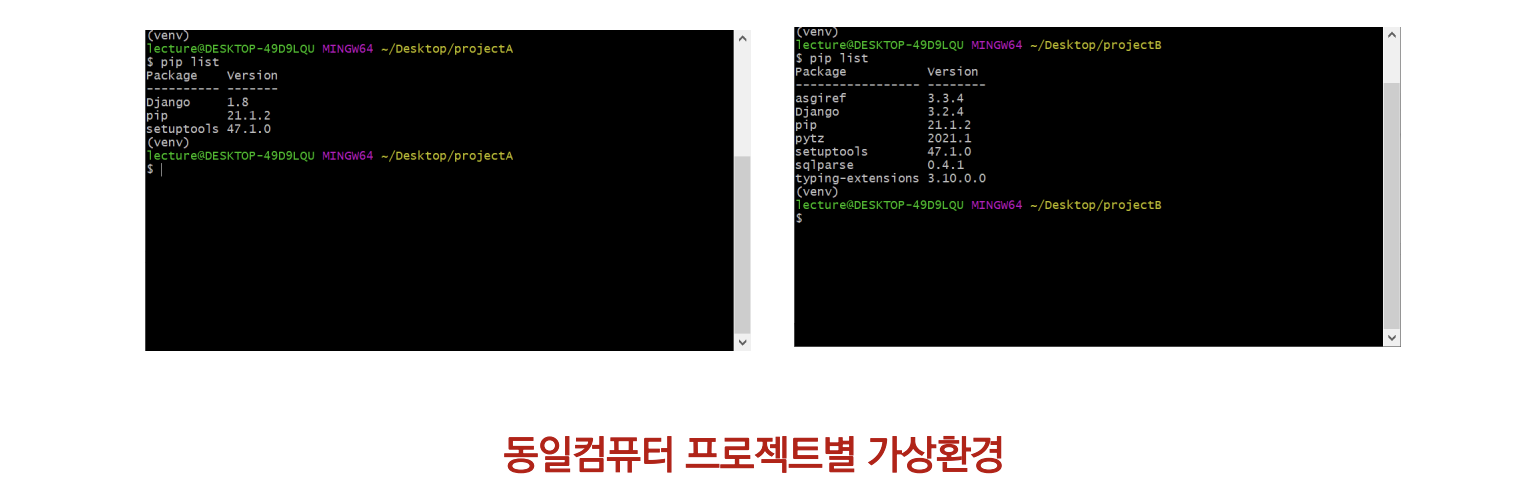 (venv)
lecture@DESKTOP-49D9LQU MINGW64 ~/Desktop/projectA
$ pip list
Package    Version
---------- -------
Django     1.8
pip        21.1.2
setuptools 47.1.0
(venv)
lecture@DESKTOP-49D9LQU MINGW64 ~/Desktop/projectA
$
(venv)
lecture@DESKTOP-49D9LQU MINGW64 ~/Desktop/projectB
$ pip list
Package           Version
----------------- --------
asgiref           3.3.4
Django            3.2.4
pip               21.1.2
pytz              2021.1
setuptools        47.1.0
sqlparse          0.4.1
typing-extensions 3.10.0.0
(venv)
lecture@DESKTOP-49D9LQU MINGW64 ~/Desktop/projectB
$
동일컴퓨터 프로젝트별 가상환경